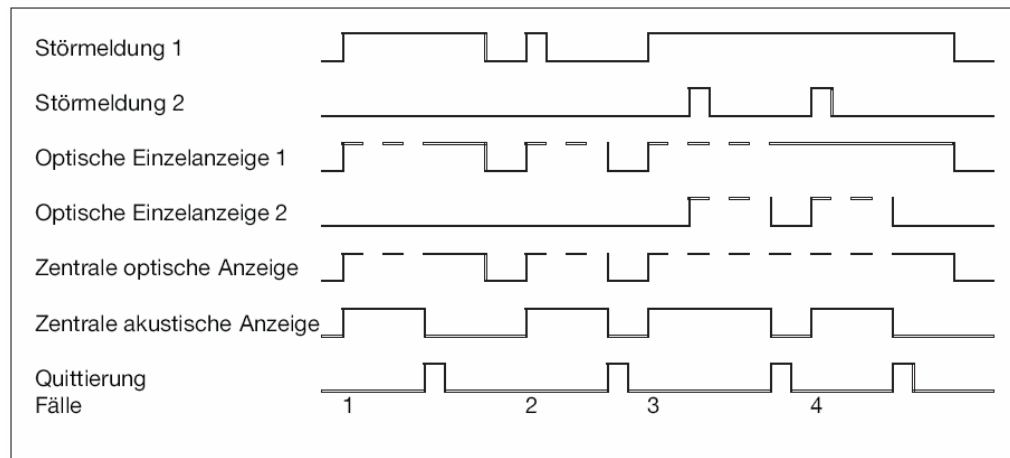 Störmeldung 1
Störmeldung 2
Optische Einzelanzeige 1
Optische Einzelanzeige 2
Zentrale optische Anzeige
Zentrale akustische Anzeige
Quittierung
Fälle 1 2 3 4